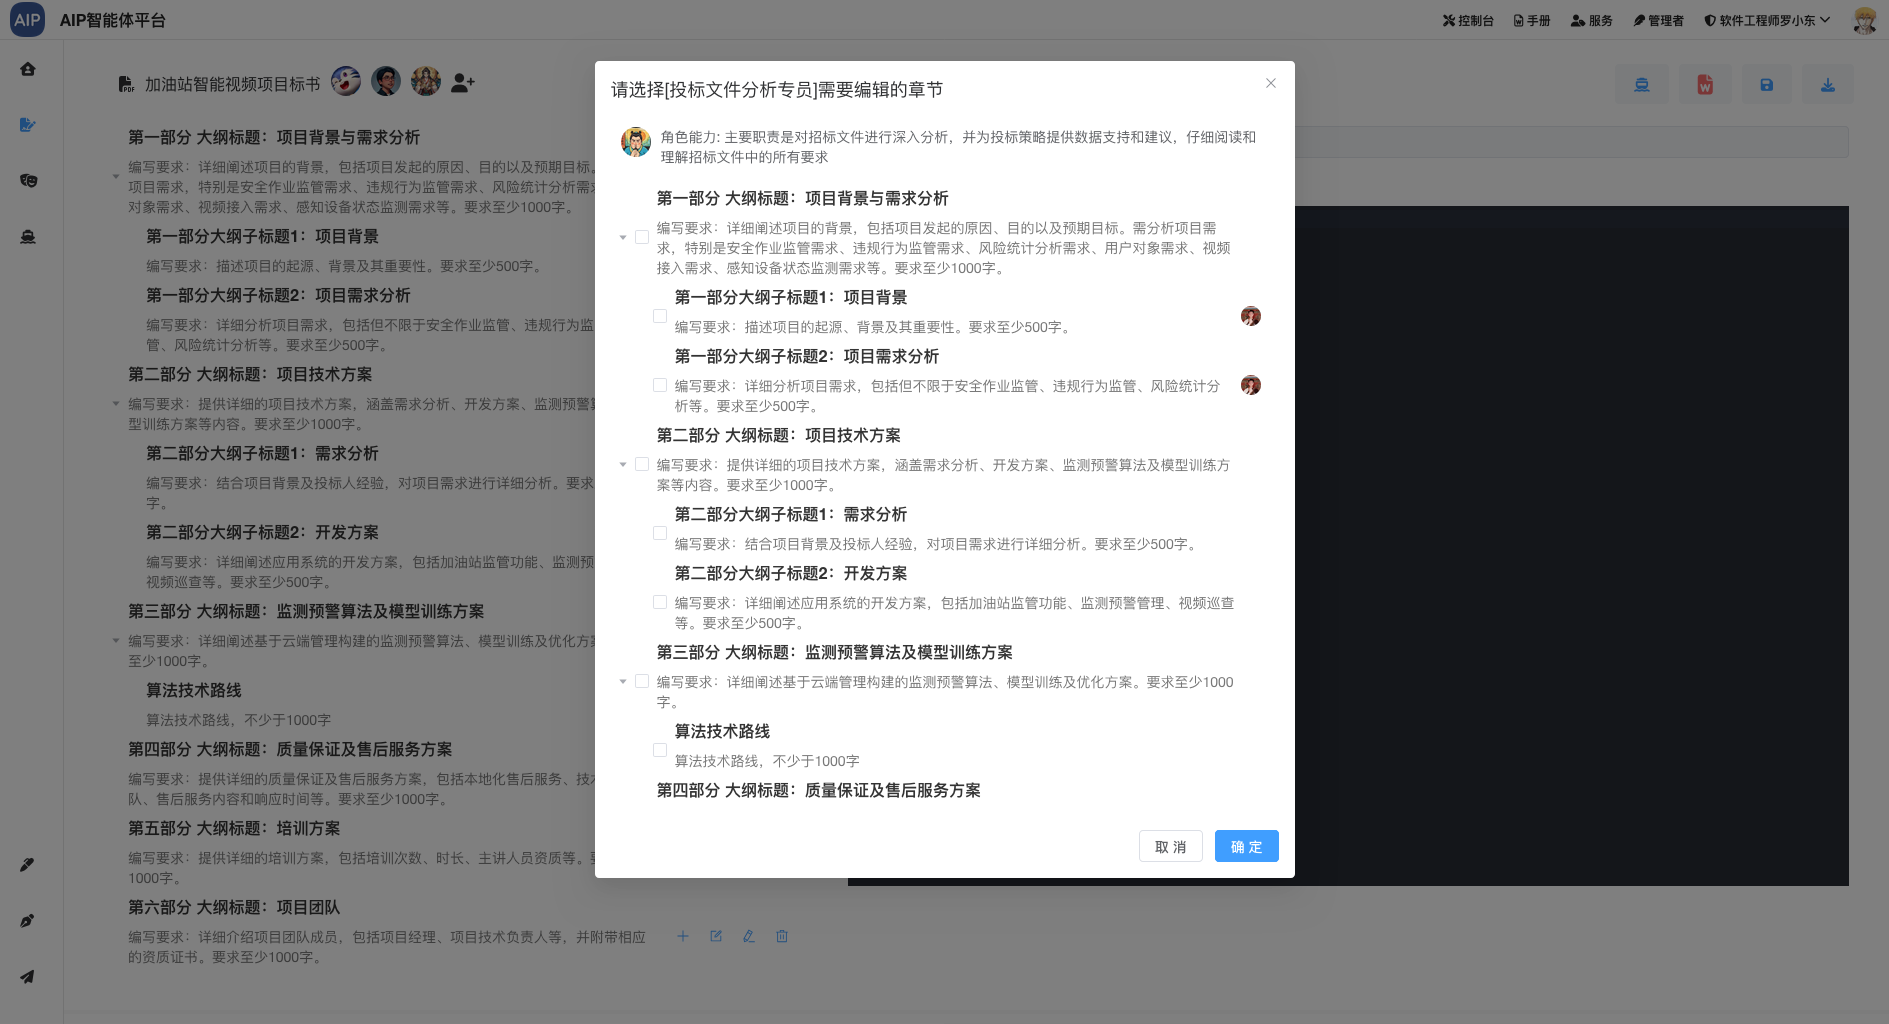 AIP AIP智能体平台 控制台 手册 服务 管理者 软件工程师罗小东
加油站智能视频项目标书
第一部分 大纲标题：项目背景与需求分析
编写要求：详细阐述项目的背景，包括项目发起的原因、目的以及预期目标。
项目需求，特别是安全作业监管需求、违规行为监管需求、风险统计分析需
对象需求、视频接入需求、感知设备状态监测需求等。要求至少1000字。
第一部分大纲子标题1：项目背景
编写要求：描述项目的起源、背景及其重要性。要求至少500字。
第一部分大纲子标题2：项目需求分析
编写要求：详细分析项目需求，包括但不限于安全作业监管、违规行为监
管、风险统计分析等。要求至少500字。
第二部分 大纲标题：项目技术方案
编写要求：提供详细的项目技术方案，涵盖需求分析、开发方案、监测预警算
型训练方案等内容。要求至少1000字。
第二部分大纲子标题1：需求分析
编写要求：结合项目背景及投标人经验，对项目需求进行详细分析。要求
字。
第二部分大纲子标题2：开发方案
编写要求：详细阐述应用系统的开发方案，包括加油站监管功能、监测预
视频巡查等。要求至少500字。
第三部分 大纲标题：监测预警算法及模型训练方案
编写要求：详细阐述基于云端管理构建的监测预警算法、模型训练及优化方案
至少1000字。
算法技术路线
算法技术路线，不少于1000字
第四部分 大纲标题：质量保证及售后服务方案
编写要求：提供详细的质量保证及售后服务方案，包括本地化售后服务、技术
队、售后服务内容和响应时间等。要求至少1000字。
第五部分 大纲标题：培训方案
编写要求：提供详细的培训方案，包括培训次数、时长、主讲人员资质等。
1000字。
第六部分 大纲标题：项目团队
编写要求：详细介绍项目团队成员，包括项目经理、项目技术负责人等，并附带相应
的资质证书。要求至少1000字。
请选择[投标文件分析专员]需要编辑的章节
角色能力: 主要职责是对招标文件进行深入分析，并为投标策略提供数据支持和建议，仔细阅读和
理解招标文件中的所有要求
第一部分 大纲标题：项目背景与需求分析
编写要求：详细阐述项目的背景，包括项目发起的原因、目的以及预期目标。需分析项目需
求，特别是安全作业监管需求、违规行为监管需求、风险统计分析需求、用户对象需求、视频
接入需求、感知设备状态监测需求等。要求至少1000字。
第一部分大纲子标题1：项目背景
编写要求：描述项目的起源、背景及其重要性。要求至少500字。
第一部分大纲子标题2：项目需求分析
编写要求：详细分析项目需求，包括但不限于安全作业监管、违规行为监管、风险统计分
析等。要求至少500字。
第二部分 大纲标题：项目技术方案
编写要求：提供详细的项目技术方案，涵盖需求分析、开发方案、监测预警算法及模型训练方
案等内容。要求至少1000字。
第二部分大纲子标题1：需求分析
编写要求：结合项目背景及投标人经验，对项目需求进行详细分析。要求至少500字。
第二部分大纲子标题2：开发方案
编写要求：详细阐述应用系统的开发方案，包括加油站监管功能、监测预警管理、视频巡查
等。要求至少500字。
第三部分 大纲标题：监测预警算法及模型训练方案
编写要求：详细阐述基于云端管理构建的监测预警算法、模型训练及优化方案。要求至少1000
字。
算法技术路线
算法技术路线，不少于1000字
第四部分 大纲标题：质量保证及售后服务方案
取 消 确 定